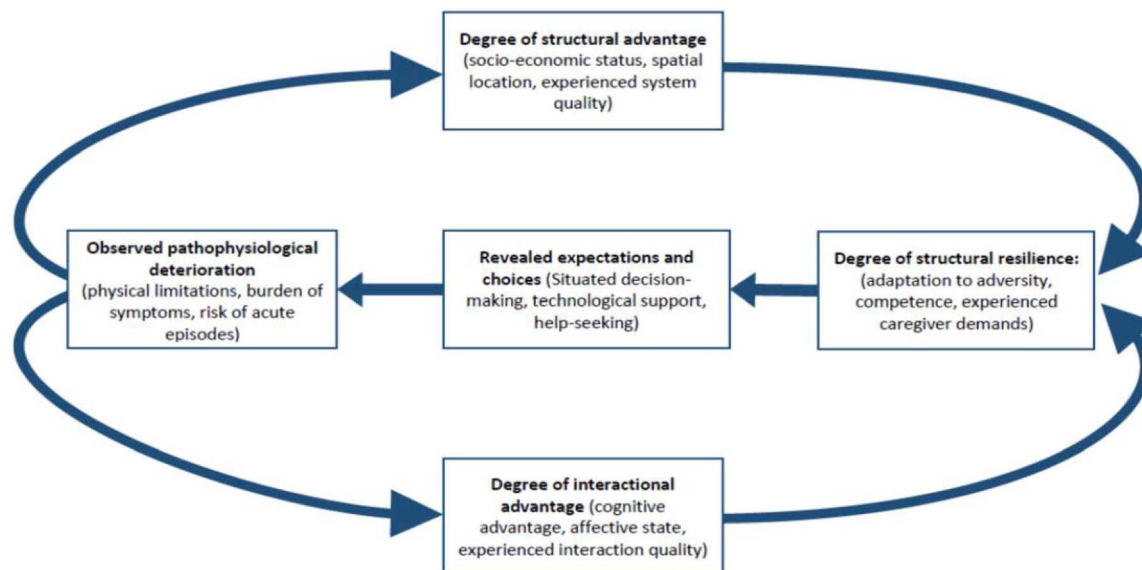 Degree of structural advantage
(socio-economic status, spatial
location, experienced system
quality)
Observed pathophysiological
deterioration
(physical limitations, burden of
symptoms, risk of acute
episodes)
Revealed expectations and
choices (Situated decision-
making, technological support,
help-seeking)
Degree of structural resilience:
(adaptation to adversity,
competence, experienced
caregiver demands)
Degree of interactional
advantage (cognitive
advantage, affective state,
experienced interaction quality)